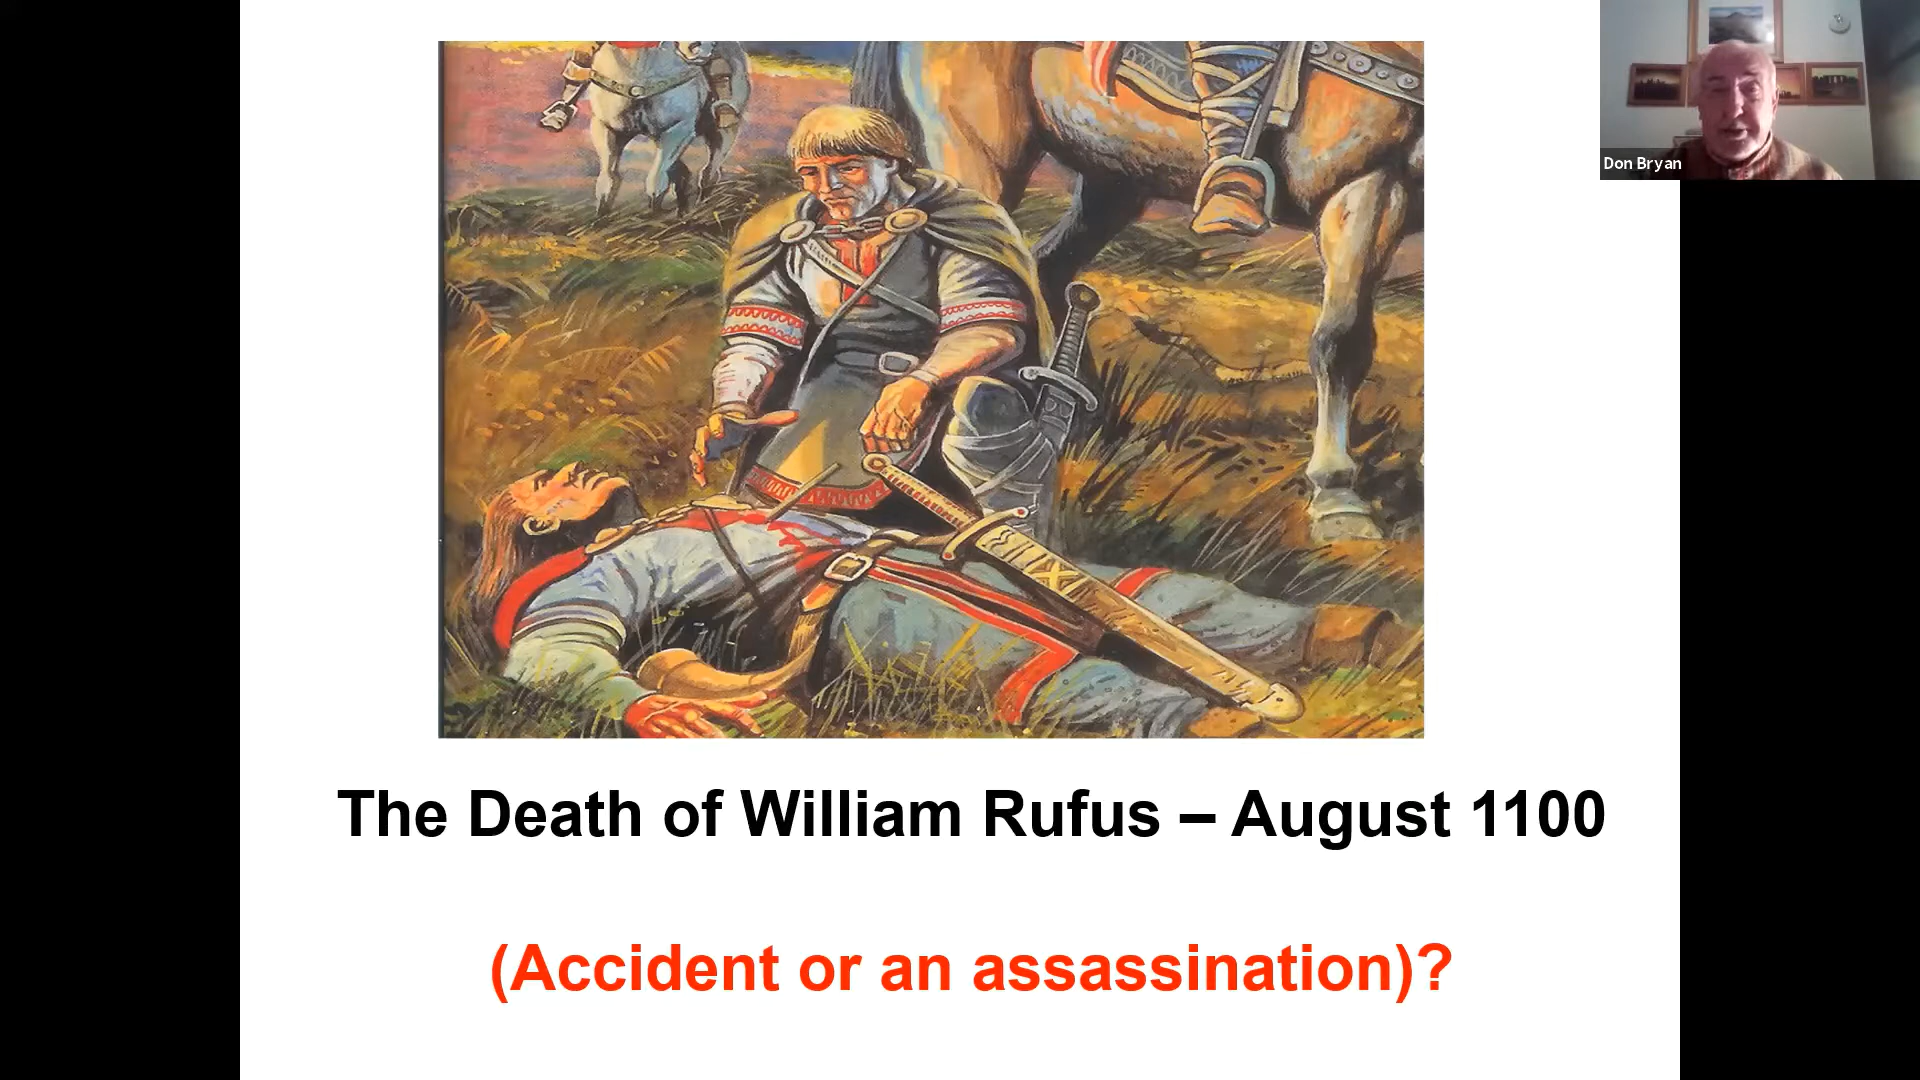 Don Bryan
The Death of William Rufus – August 1100
(Accident or an assassination)?